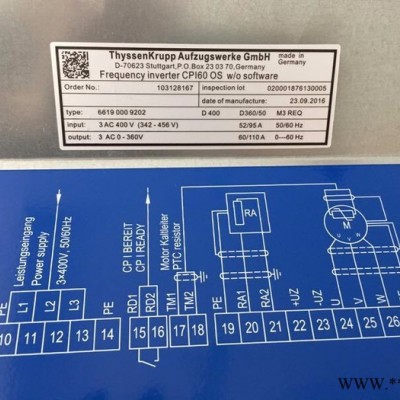 ThyssenKrupp Aufzugswerke GmbH
D-70623 Stuttgart, P.O.Box 23 03 70, Germany
made in
Germany
Frequency inverter CPI60 OS w/o software
Order No.: 103128167 inspection lot 020001876130005
date of manufacture 23.09.2016
type: 6619 000 9202 D 400 D360/50 M3 REQ
input: 3 AC 400 V (342 - 456 V) 52/95 A 50/60 Hz
output: 3 AC 0 - 360V 60/110 A 0---60 Hz
Leistungseingang
Power supply
3×400V, 50/60Hz
CPI BEREIT
CPI READY
Motor Kaltleiter
PTC resistor
RA
M
U V W
PE L1 L2 L3 PE RD1 RD2 TM1 TM2 PE RA1 RA2 +UZ -UZ U V W
10 11 12 13 14 15 16 17 18 19 20 21 22 23 24 25 26
WWW.**